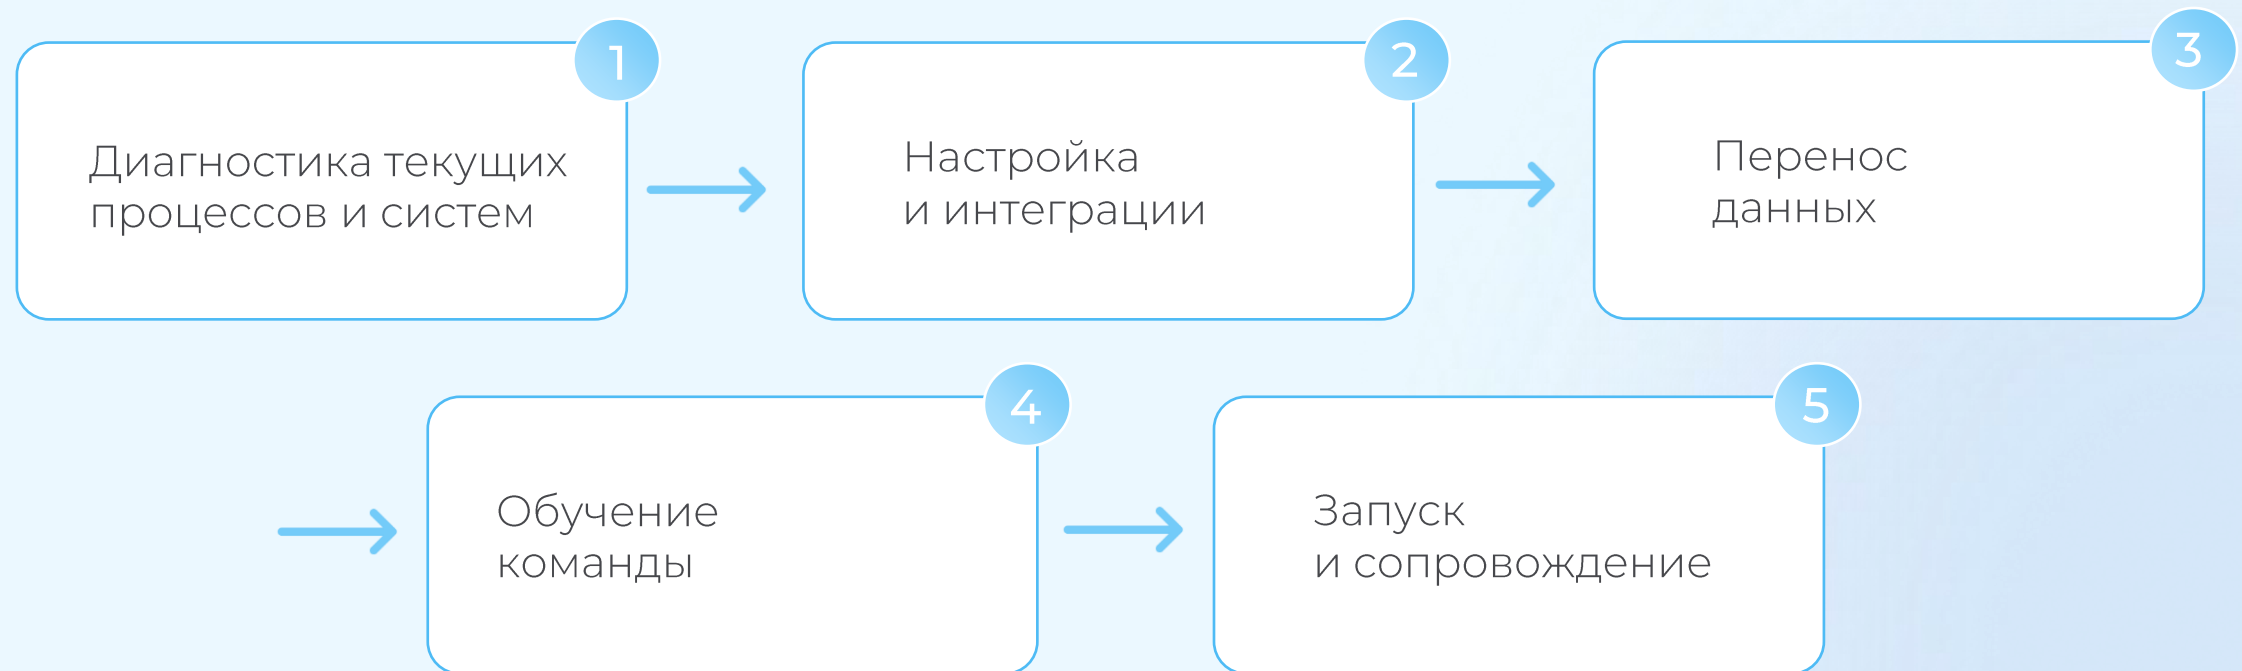 1
Диагностика текущих
процессов и систем
2
Настройка
и интеграции
3
Перенос
данных
4
Обучение
команды
5
Запуск
и сопровождение